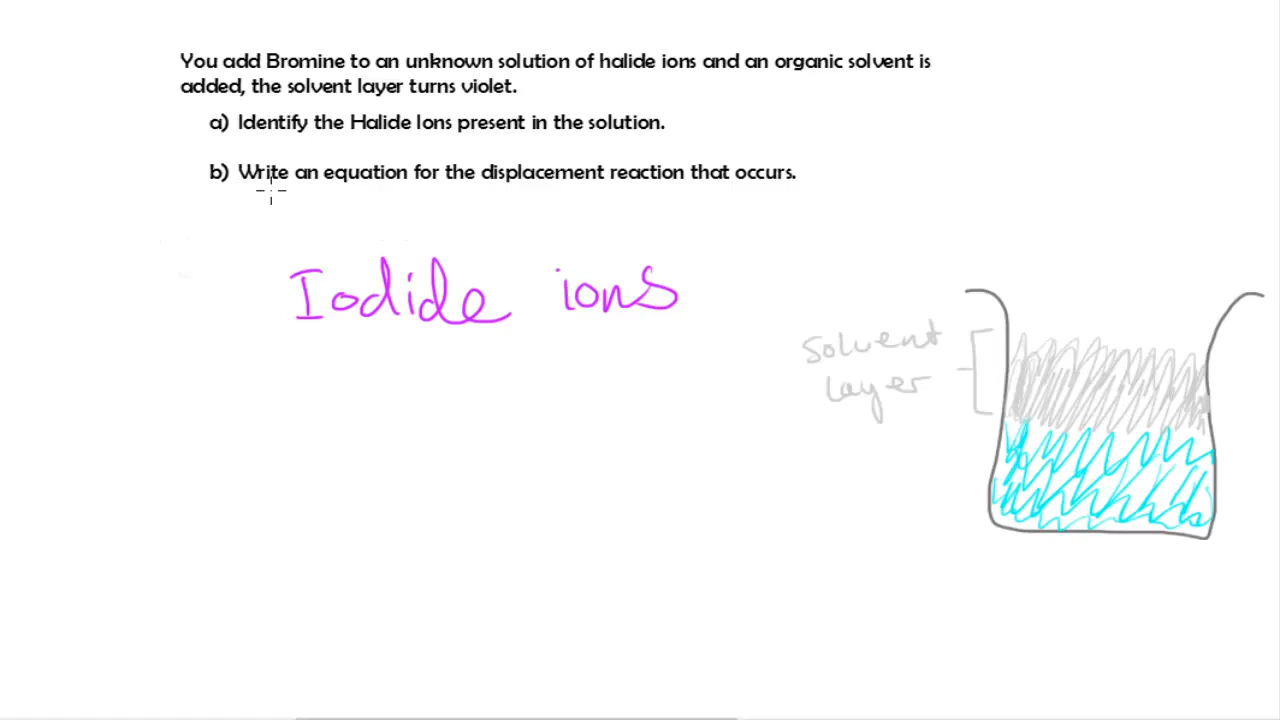 You add Bromine to an unknown solution of halide ions and an organic solvent is
added, the solvent layer turns violet.
a) Identify the Halide Ions present in the solution.
b) Write an equation for the displacement reaction that occurs.
Iodide ions
Solvent
layer